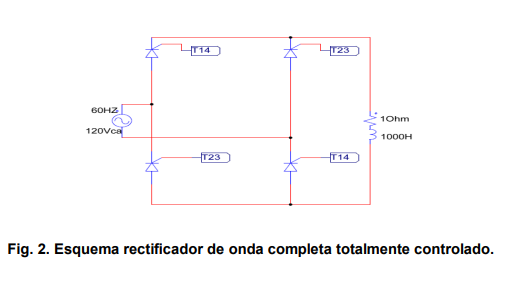 T14
T23
60HZ
120Vca
1Ohm
1000H
T23
T14
Fig. 2. Esquema rectificador de onda completa totalmente controlado.